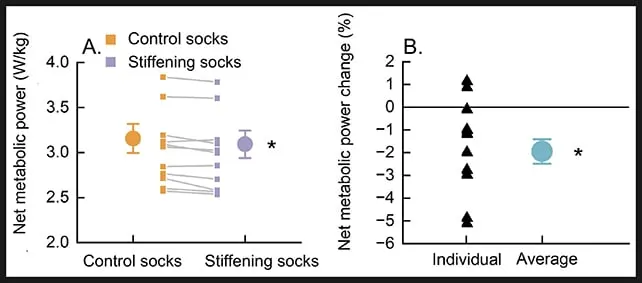 A.
Control socks
Stiffening socks
Net metabolic power (W/kg)
4.0
3.5
3.0
2.5
2.0
*
Control socks
Stiffening socks
B.
Net metabolic power change (%)
2
1
0
−1
−2
−3
−4
−5
−6
*
Individual
Average